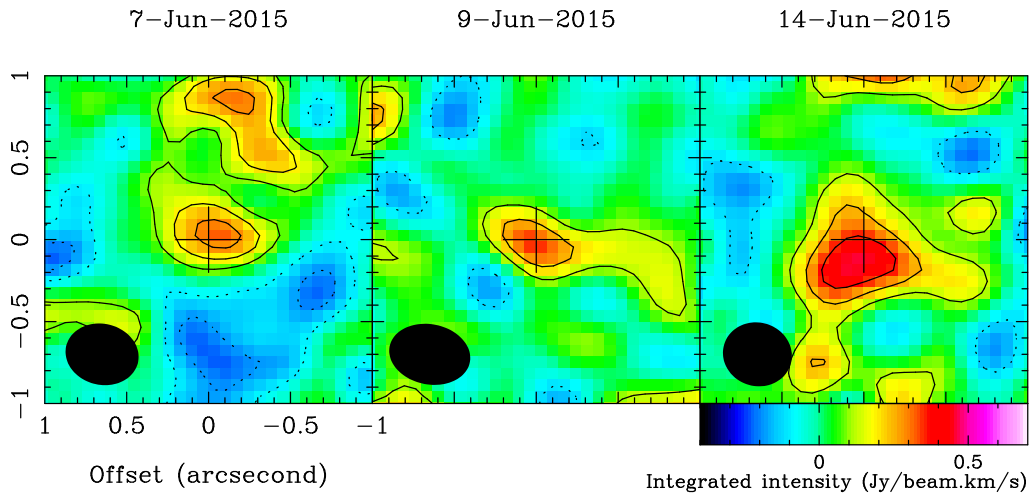 7-Jun-2015 9-Jun-2015 14-Jun-2015
1
0.5
0
-0.5
-1
1 0.5 0 -0.5 -1
0 0.5
Offset (arcsecond)
Integrated intensity (Jy/beam.km/s)